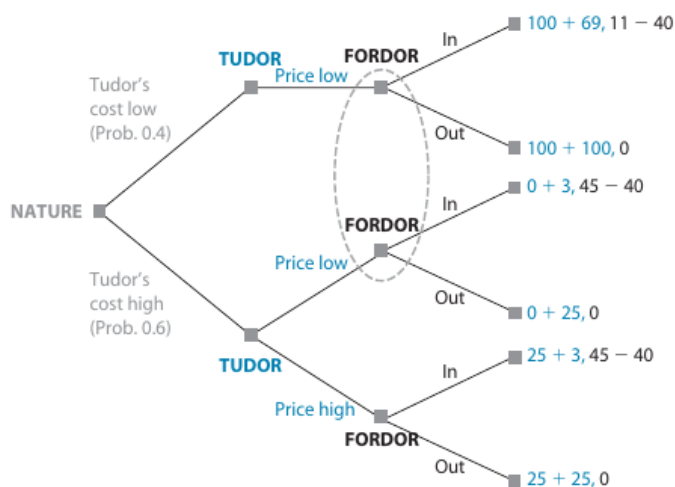 In
100 + 69, 11 − 40
TUDOR
FORDOR
Price low
Tudor's
cost low
(Prob. 0.4)
Out
100 + 100, 0
In
0 + 3, 45 − 40
NATURE
FORDOR
Price low
Tudor's
cost high
(Prob. 0.6)
Out
0 + 25, 0
TUDOR
In
25 + 3, 45 − 40
Price high
FORDOR
Out
25 + 25, 0